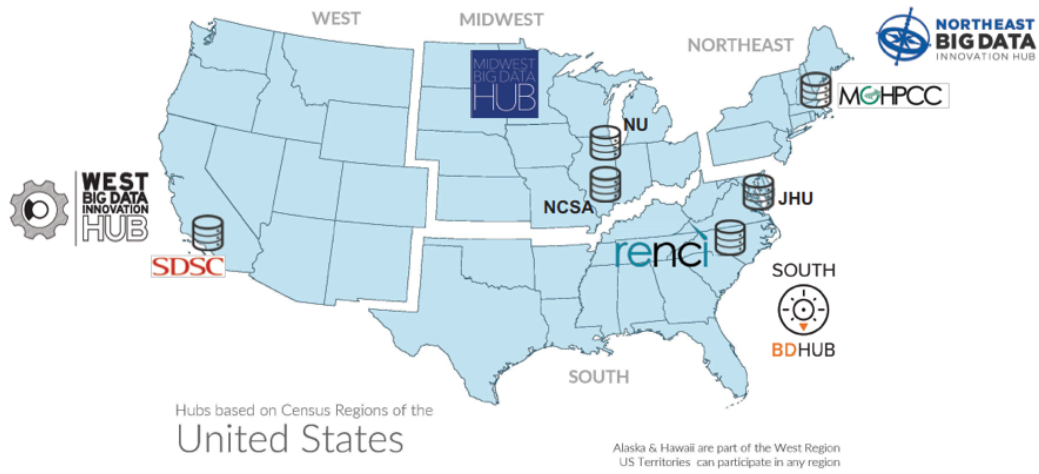 WEST
MIDWEST
NORTHEAST
NORTHEAST
BIG DATA
INNOVATION HUB
MIDWEST
BIG DATA
HUB
MGHPCC
NU
WEST
BIG DATA
INNOVATION
HUB
NCSA
JHU
SDSC
renci
SOUTH
BDHUB
SOUTH
Hubs based on Census Regions of the
United States
Alaska & Hawaii are part of the West Region
US Territories can participate in any region